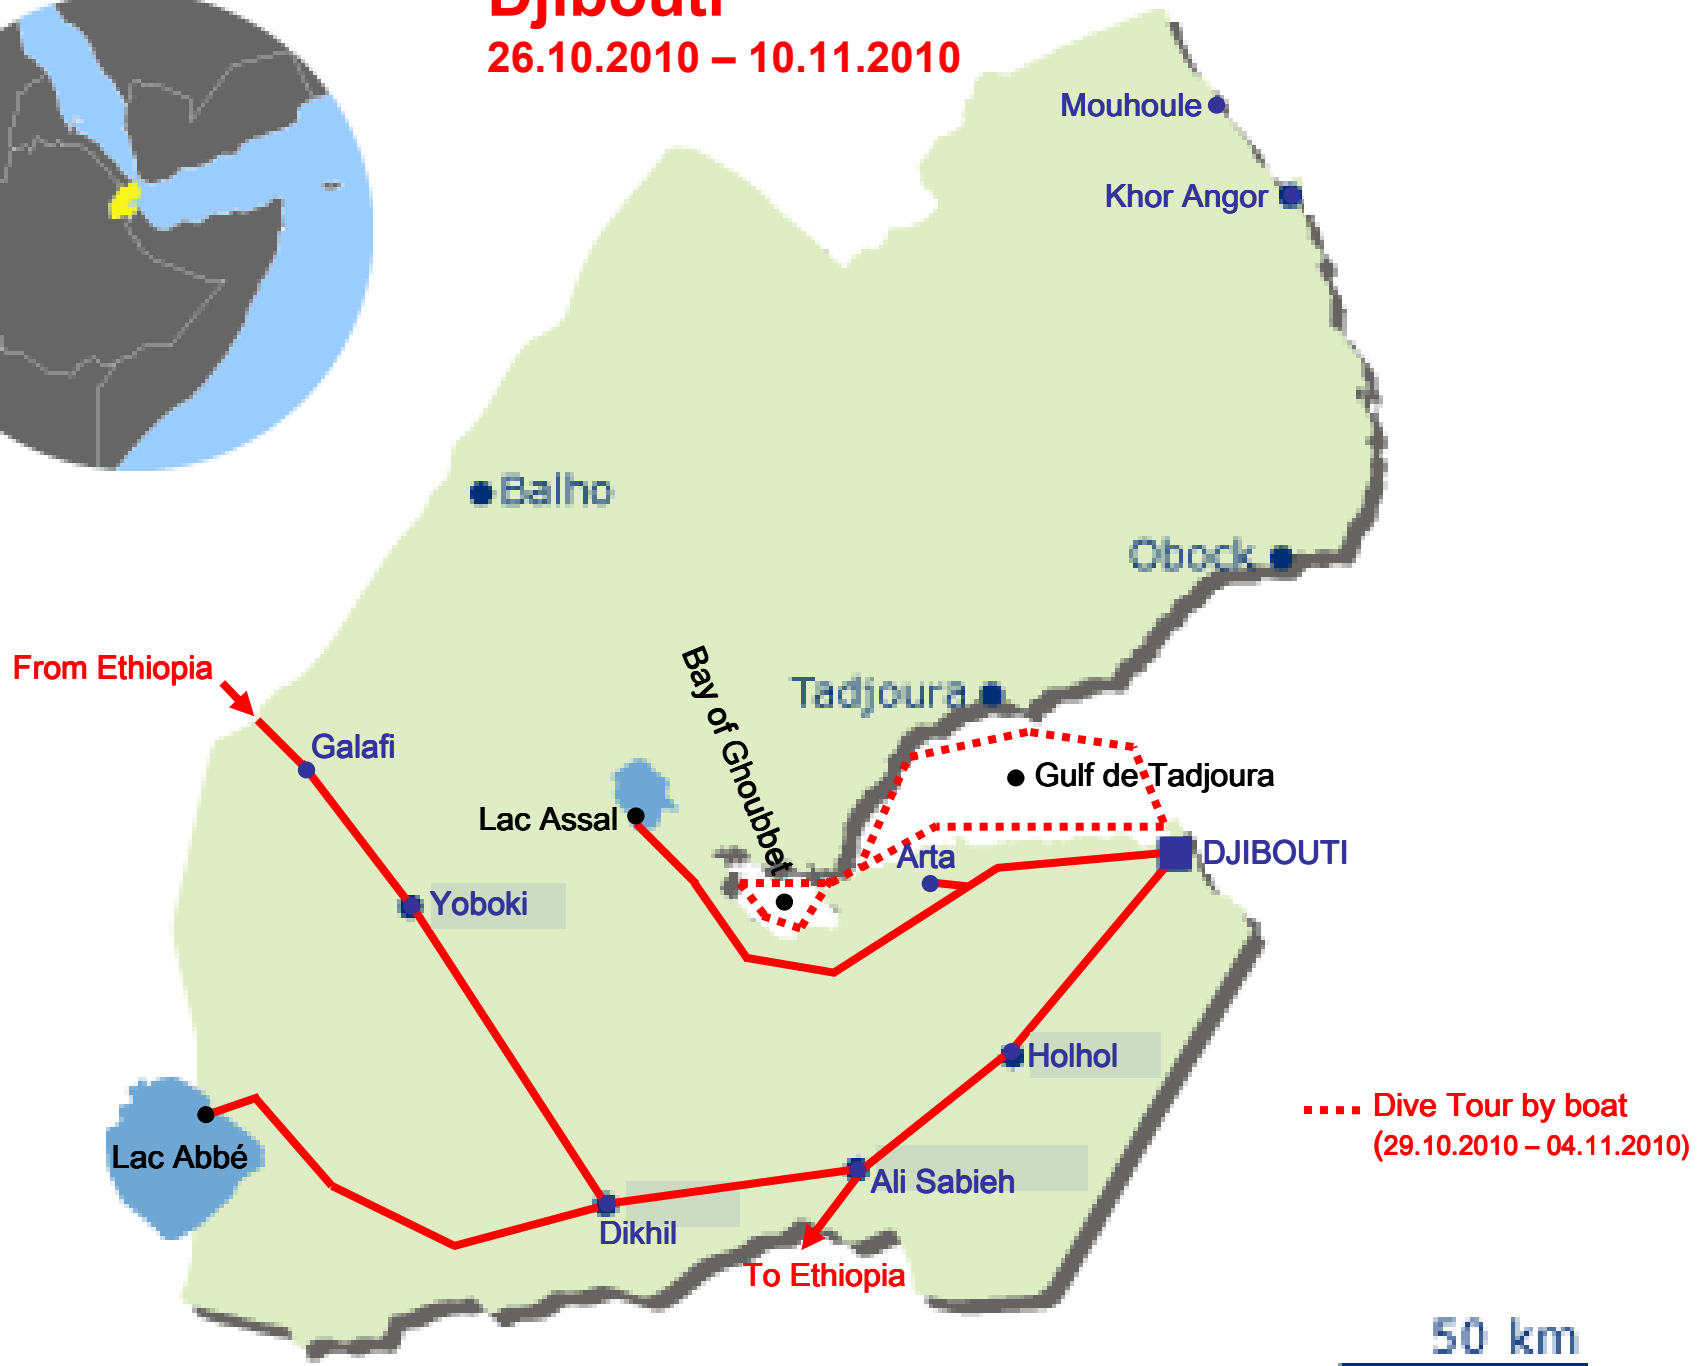 Djibouti
26.10.2010 – 10.11.2010
Mouhoule
Khor Angor
Balho
Obock
From Ethiopia
Tadjoura
Bay of Ghoubbet
Galafi
Gulf de Tadjoura
Lac Assal
Arta
DJIBOUTI
Yoboki
Holhol
Dive Tour by boat
(29.10.2010 – 04.11.2010)
Lac Abbé
Ali Sabieh
Dikhil
To Ethiopia
50 km